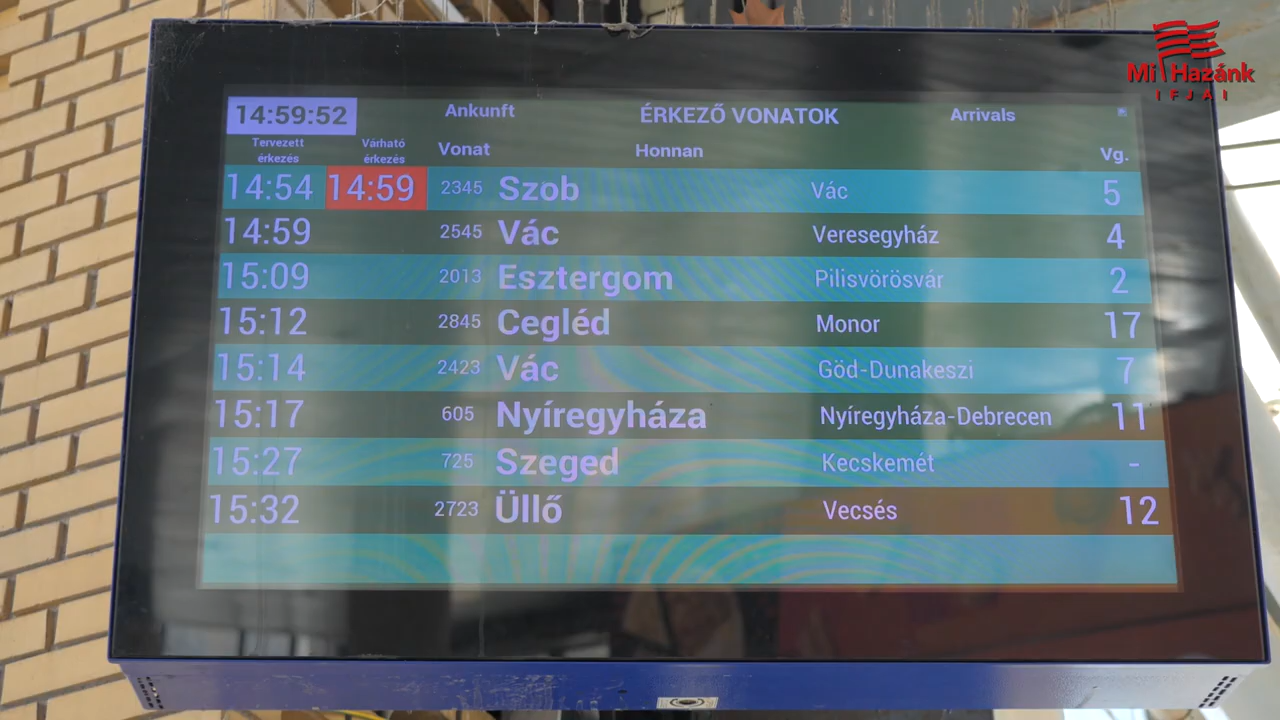 Mi Hazánk
IFJAI
14:59:52 Ankunft ÉRKEZŐ VONATOK Arrivals
Tervezett érkezés Várható érkezés Vonat Honnan Vg.
14:54 14:59 2345 Szob Vác 5
14:59 2545 Vác Veresegyház 4
15:09 2013 Esztergom Pilisvörösvár 2
15:12 2845 Cegléd Monor 17
15:14 2423 Vác Göd-Dunakeszi 7
15:17 605 Nyíregyháza Nyíregyháza-Debrecen 11
15:27 725 Szeged Kecskemét -
15:32 2723 Üllő Vecsés 12